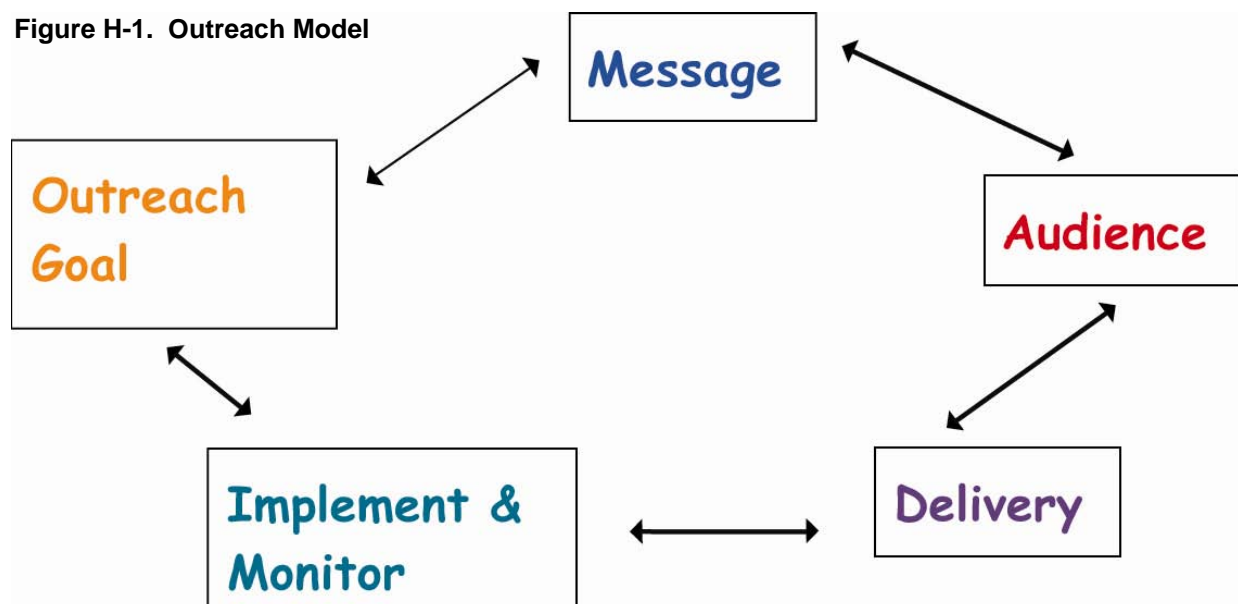 Figure H-1. Outreach Model
Message
Outreach
Goal
Audience
Implement &
Monitor
Delivery